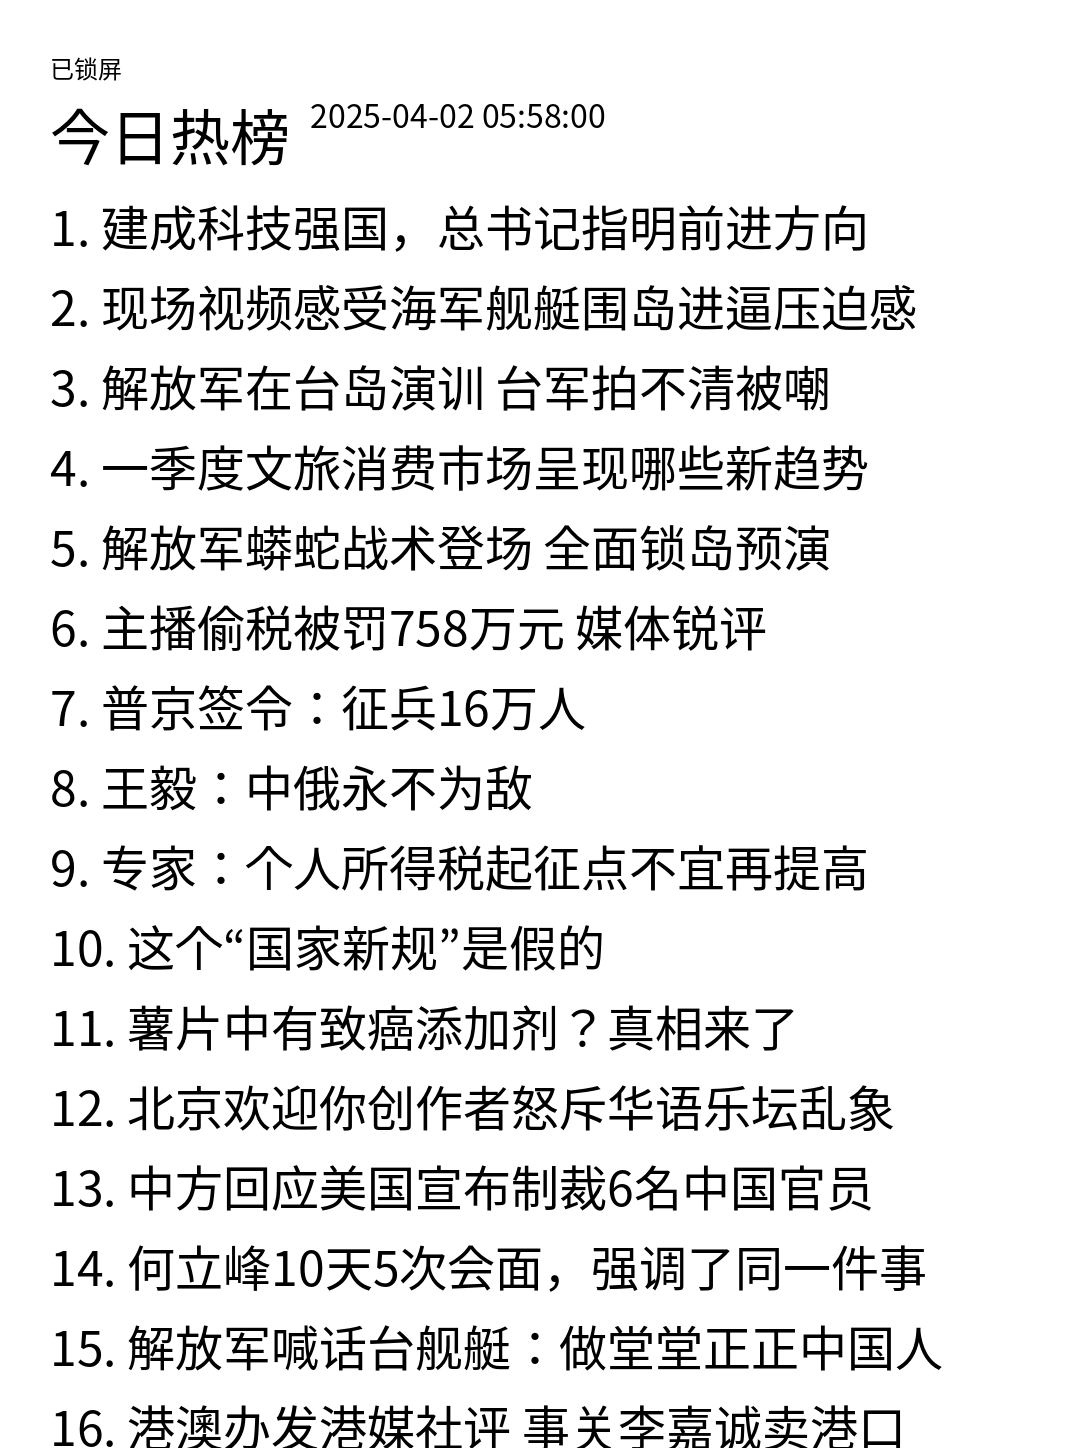 已锁屏
今日热榜 2025-04-02 05:58:00
1. 建成科技强国，总书记指明前进方向
2. 现场视频感受海军舰艇围岛进逼压迫感
3. 解放军在台岛演训 台军拍不清被嘲
4. 一季度文旅消费市场呈现哪些新趋势
5. 解放军蟒蛇战术登场 全面锁岛预演
6. 主播偷税被罚758万元 媒体锐评
7. 普京签令：征兵16万人
8. 王毅：中俄永不为敌
9. 专家：个人所得税起征点不宜再提高
10. 这个“国家新规”是假的
11. 薯片中有致癌添加剂？真相来了
12. 北京欢迎你创作者怒斥华语乐坛乱象
13. 中方回应美国宣布制裁6名中国官员
14. 何立峰10天5次会面，强调了同一件事
15. 解放军喊话台舰艇：做堂堂正正中国人
16. 港澳办发港媒社评 事关李嘉诚卖港口